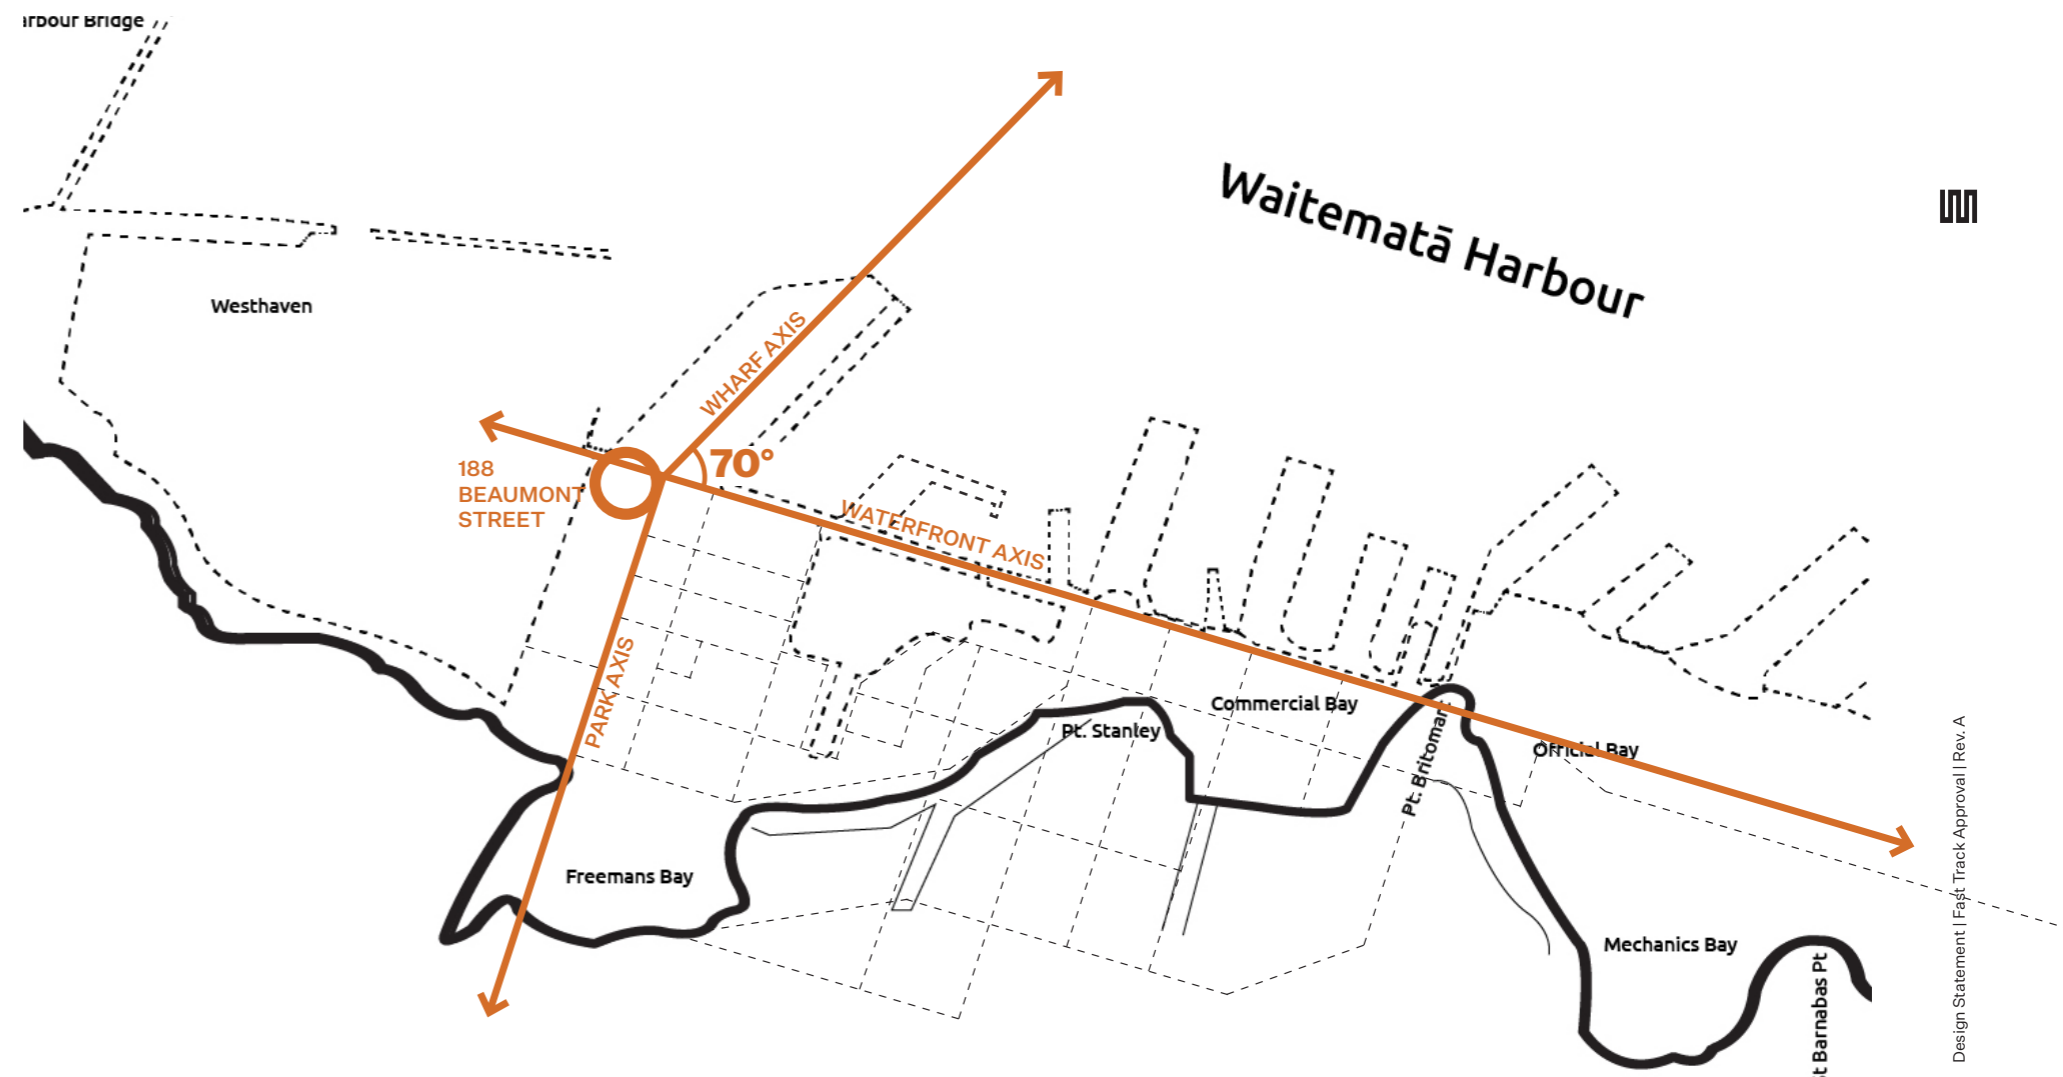 arbour Bridge
Waitematā Harbour
Westhaven
WHARF AXIS
188
BEAUMONT
STREET
70°
WATERFRONT AXIS
PARK AXIS
Commercial Bay
Pt. Stanley
Pt. Britomart
Official Bay
Freemans Bay
Mechanics Bay
t Barnabas Pt
Design Statement | Fast Track Approval | Rev. A